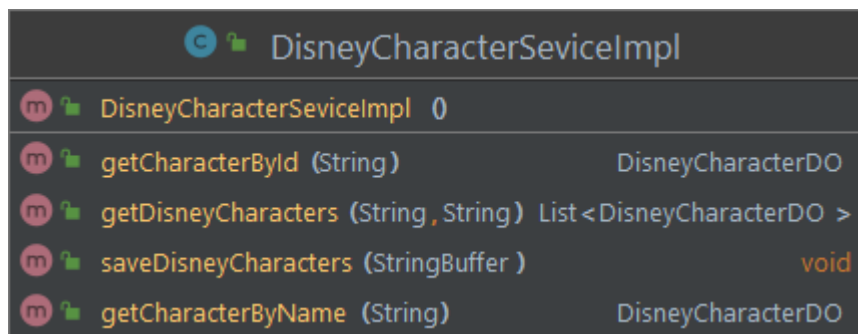 DisneyCharacterSeviceImpl
DisneyCharacterSeviceImpl ()
getCharacterById (String) DisneyCharacterDO
getDisneyCharacters (String, String) List<DisneyCharacterDO >
saveDisneyCharacters (StringBuffer ) void
getCharacterByName (String) DisneyCharacterDO